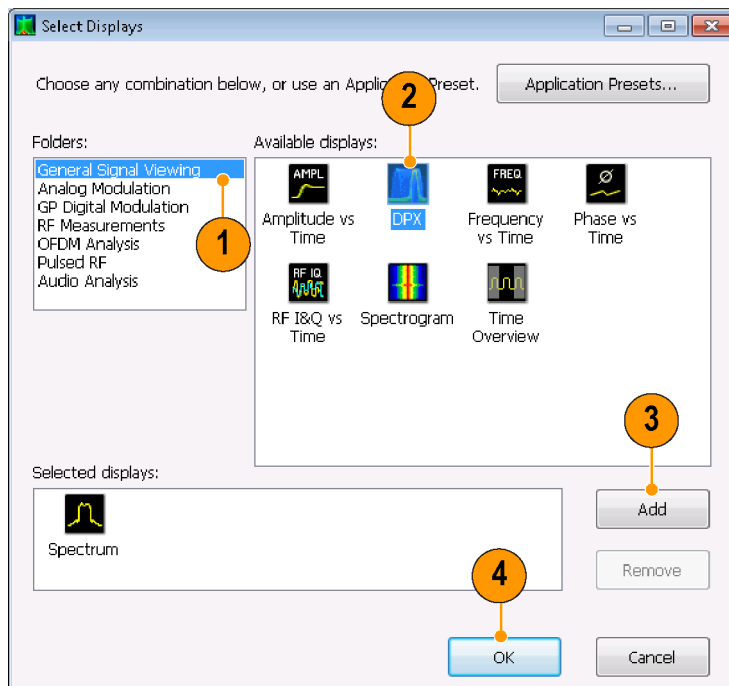 Select Displays
Choose any combination below, or use an Applic Preset.
Application Presets...
2
Folders:
Available displays:
General Signal Viewing
Analog Modulation
GP Digital Modulation
RF Measurements
OFDM Analysis
Pulsed RF
Audio Analysis
1
AMPL
Amplitude vs
Time
DPX
FREQ
Frequency
vs Time
Ø
Phase vs
Time
RF IQ
RF I&Q vs
Time
Spectrogram
Time
Overview
3
Selected displays:
Spectrum
Add
Remove
4
OK
Cancel